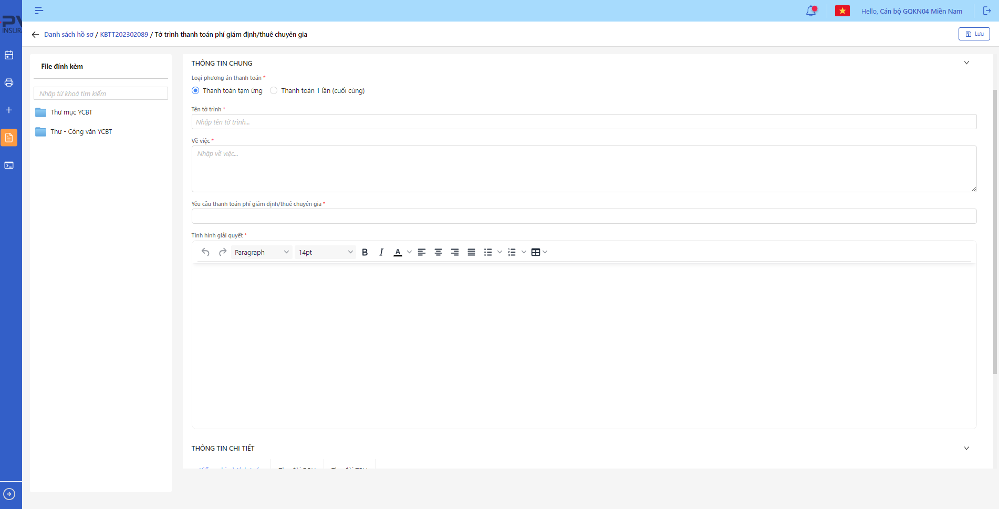 PV
INSURA
Hello, Cán bộ GQKN04 Miền Nam
Danh sách hồ sơ / KBTT202302089 / Tờ trình thanh toán phí giám định/thuê chuyên gia
Lưu
File đính kèm
Nhập từ khoá tìm kiếm
Thư mục YCBT
Thư - Công văn YCBT
THÔNG TIN CHUNG
Loại phương án thanh toán *
Thanh toán tạm ứng
Thanh toán 1 lần (cuối cùng)
Tên tờ trình *
Nhập tên tờ trình...
Về việc *
Nhập về việc...
Yêu cầu thanh toán phí giám định/thuê chuyên gia *
Tình hình giải quyết *
Paragraph
14pt
B I A
THÔNG TIN CHI TIẾT